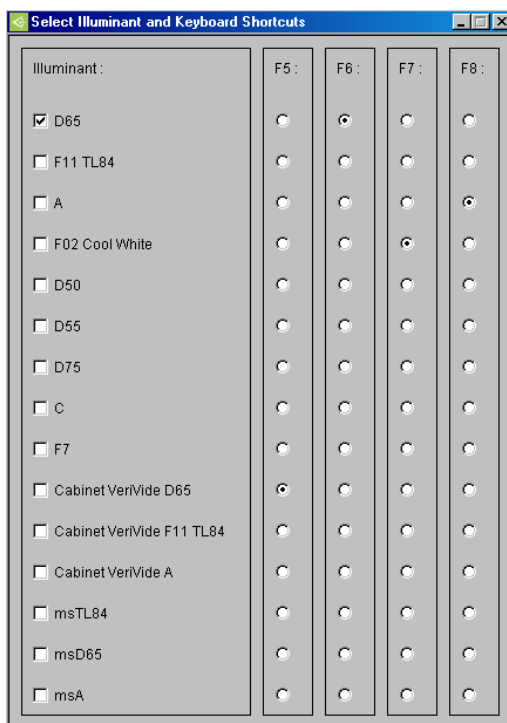 Select Illuminant and Keyboard Shortcuts
Illuminant : F5 : F6 : F7 : F8 :
D65
F11 TL84
A
F02 Cool White
D50
D55
D75
C
F7
Cabinet VeriVide D65
Cabinet VeriVide F11 TL84
Cabinet VeriVide A
msTL84
msD65
msA